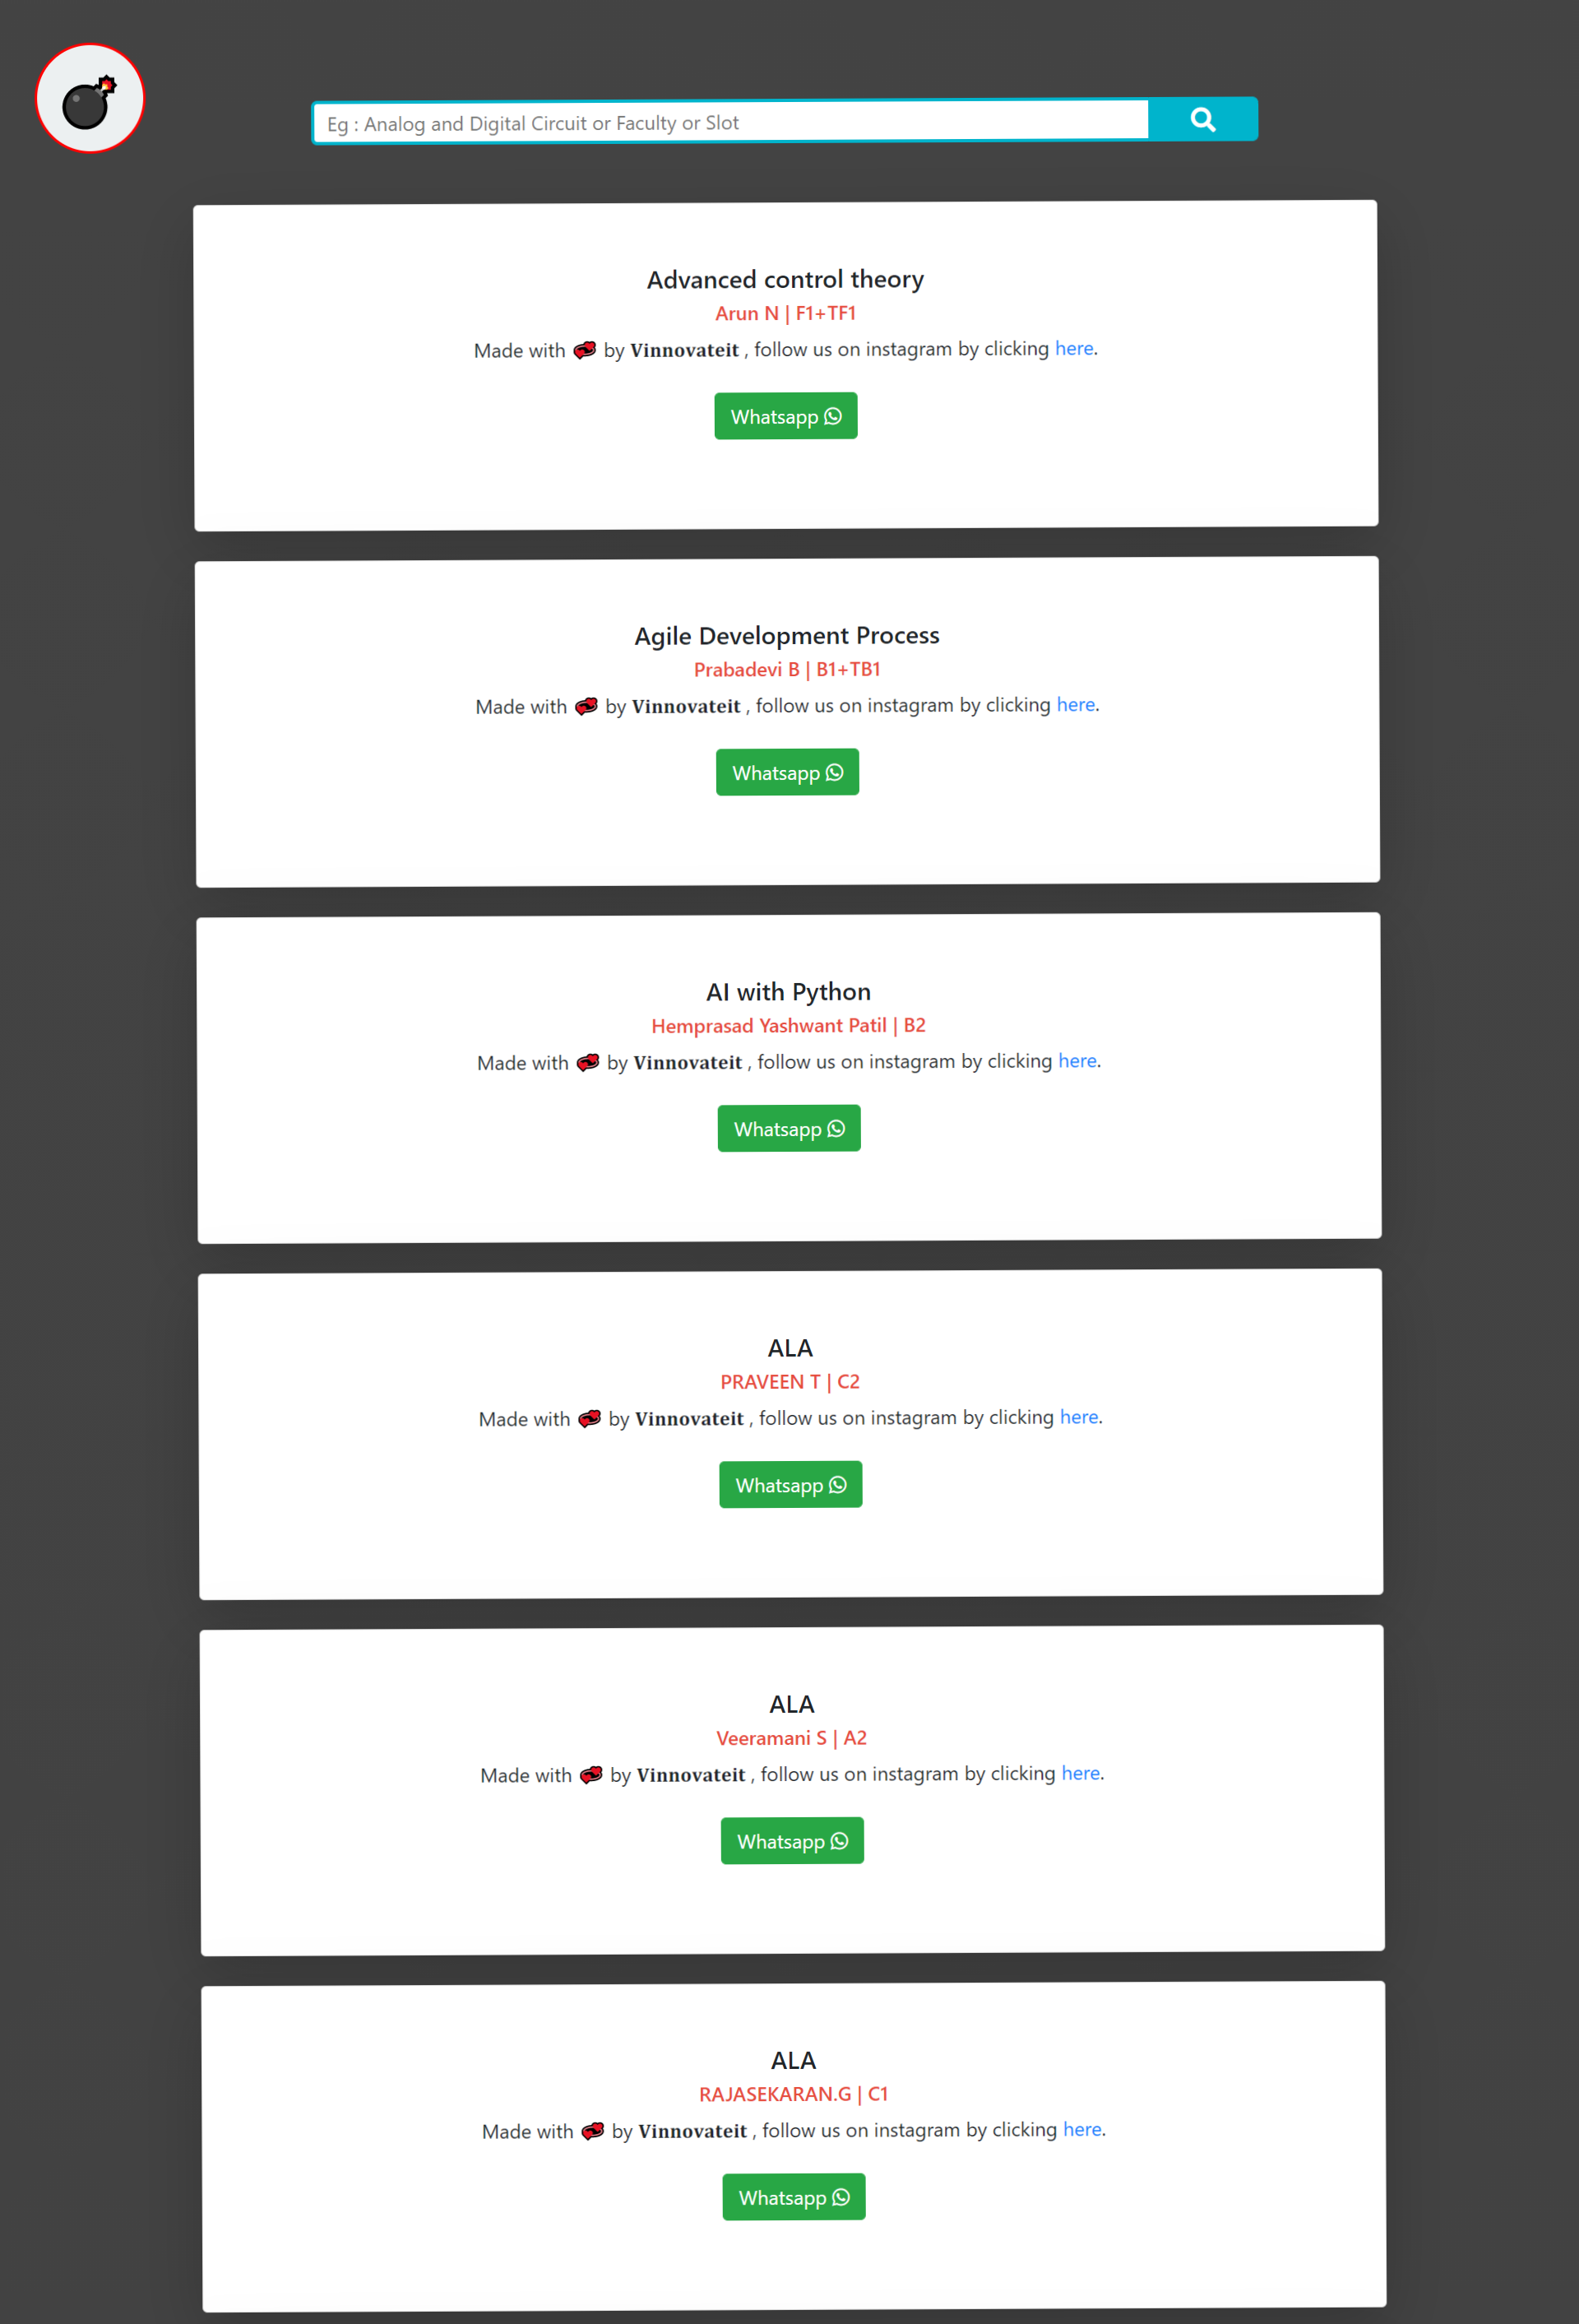 Eg : Analog and Digital Circuit or Faculty or Slot
Advanced control theory
Arun N | F1+TF1
Made with by Vinnovateit , follow us on instagram by clicking here.
Whatsapp
Agile Development Process
Prabadevi B | B1+TB1
Made with by Vinnovateit , follow us on instagram by clicking here.
Whatsapp
AI with Python
Hemprasad Yashwant Patil | B2
Made with by Vinnovateit , follow us on instagram by clicking here.
Whatsapp
ALA
PRAVEEN T | C2
Made with by Vinnovateit , follow us on instagram by clicking here.
Whatsapp
ALA
Veeramani S | A2
Made with by Vinnovateit , follow us on instagram by clicking here.
Whatsapp
ALA
RAJASEKARAN.G | C1
Made with by Vinnovateit , follow us on instagram by clicking here.
Whatsapp